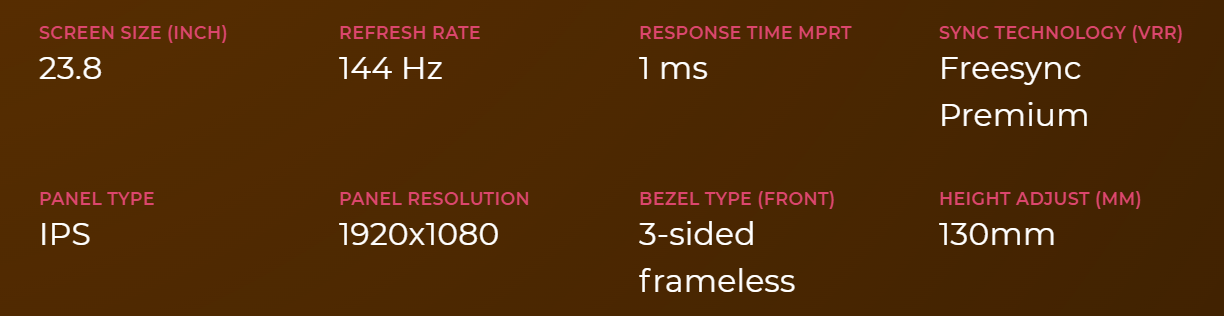 SCREEN SIZE (INCH)
23.8
REFRESH RATE
144 Hz
RESPONSE TIME MPRT
1 ms
SYNC TECHNOLOGY (VRR)
Freesync
Premium
PANEL TYPE
IPS
PANEL RESOLUTION
1920x1080
BEZEL TYPE (FRONT)
3-sided
frameless
HEIGHT ADJUST (MM)
130mm